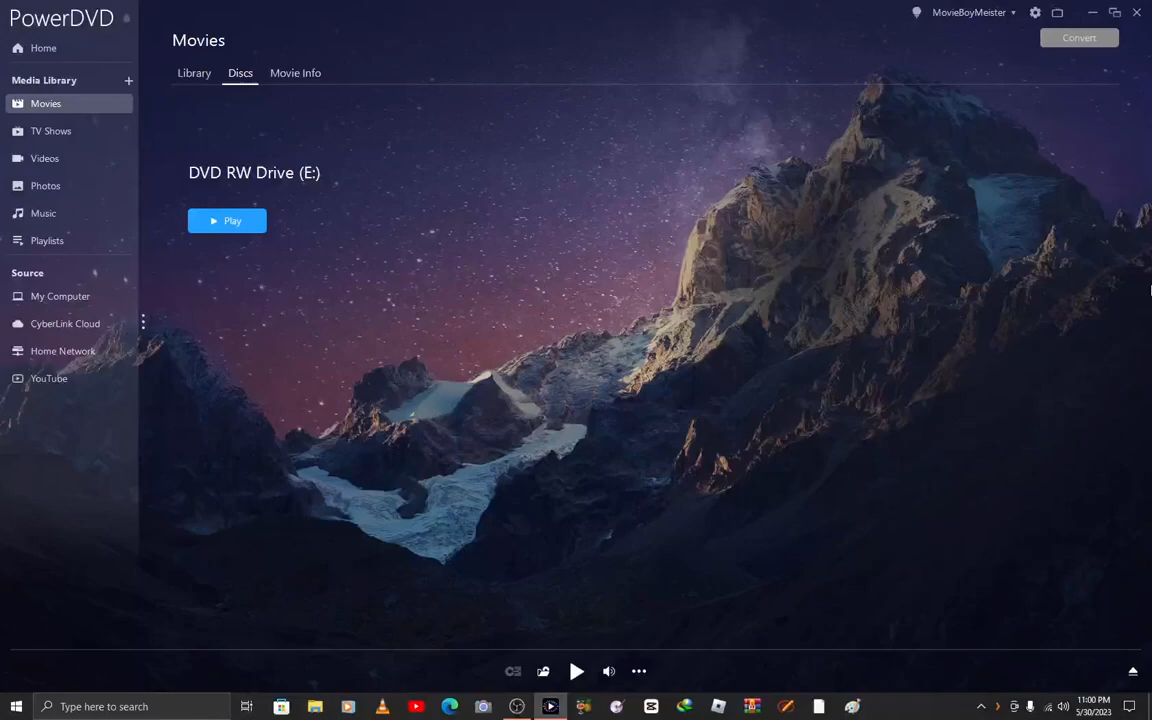 PowerDVD
MovieBoyMeister
Home
Movies
Convert
Media Library
Library Discs Movie Info
Movies
TV Shows
Videos
DVD RW Drive (E:)
Photos
Music
Play
Playlists
Source
My Computer
CyberLink Cloud
Home Network
YouTube
Type here to search
11:00 PM
5/30/2023